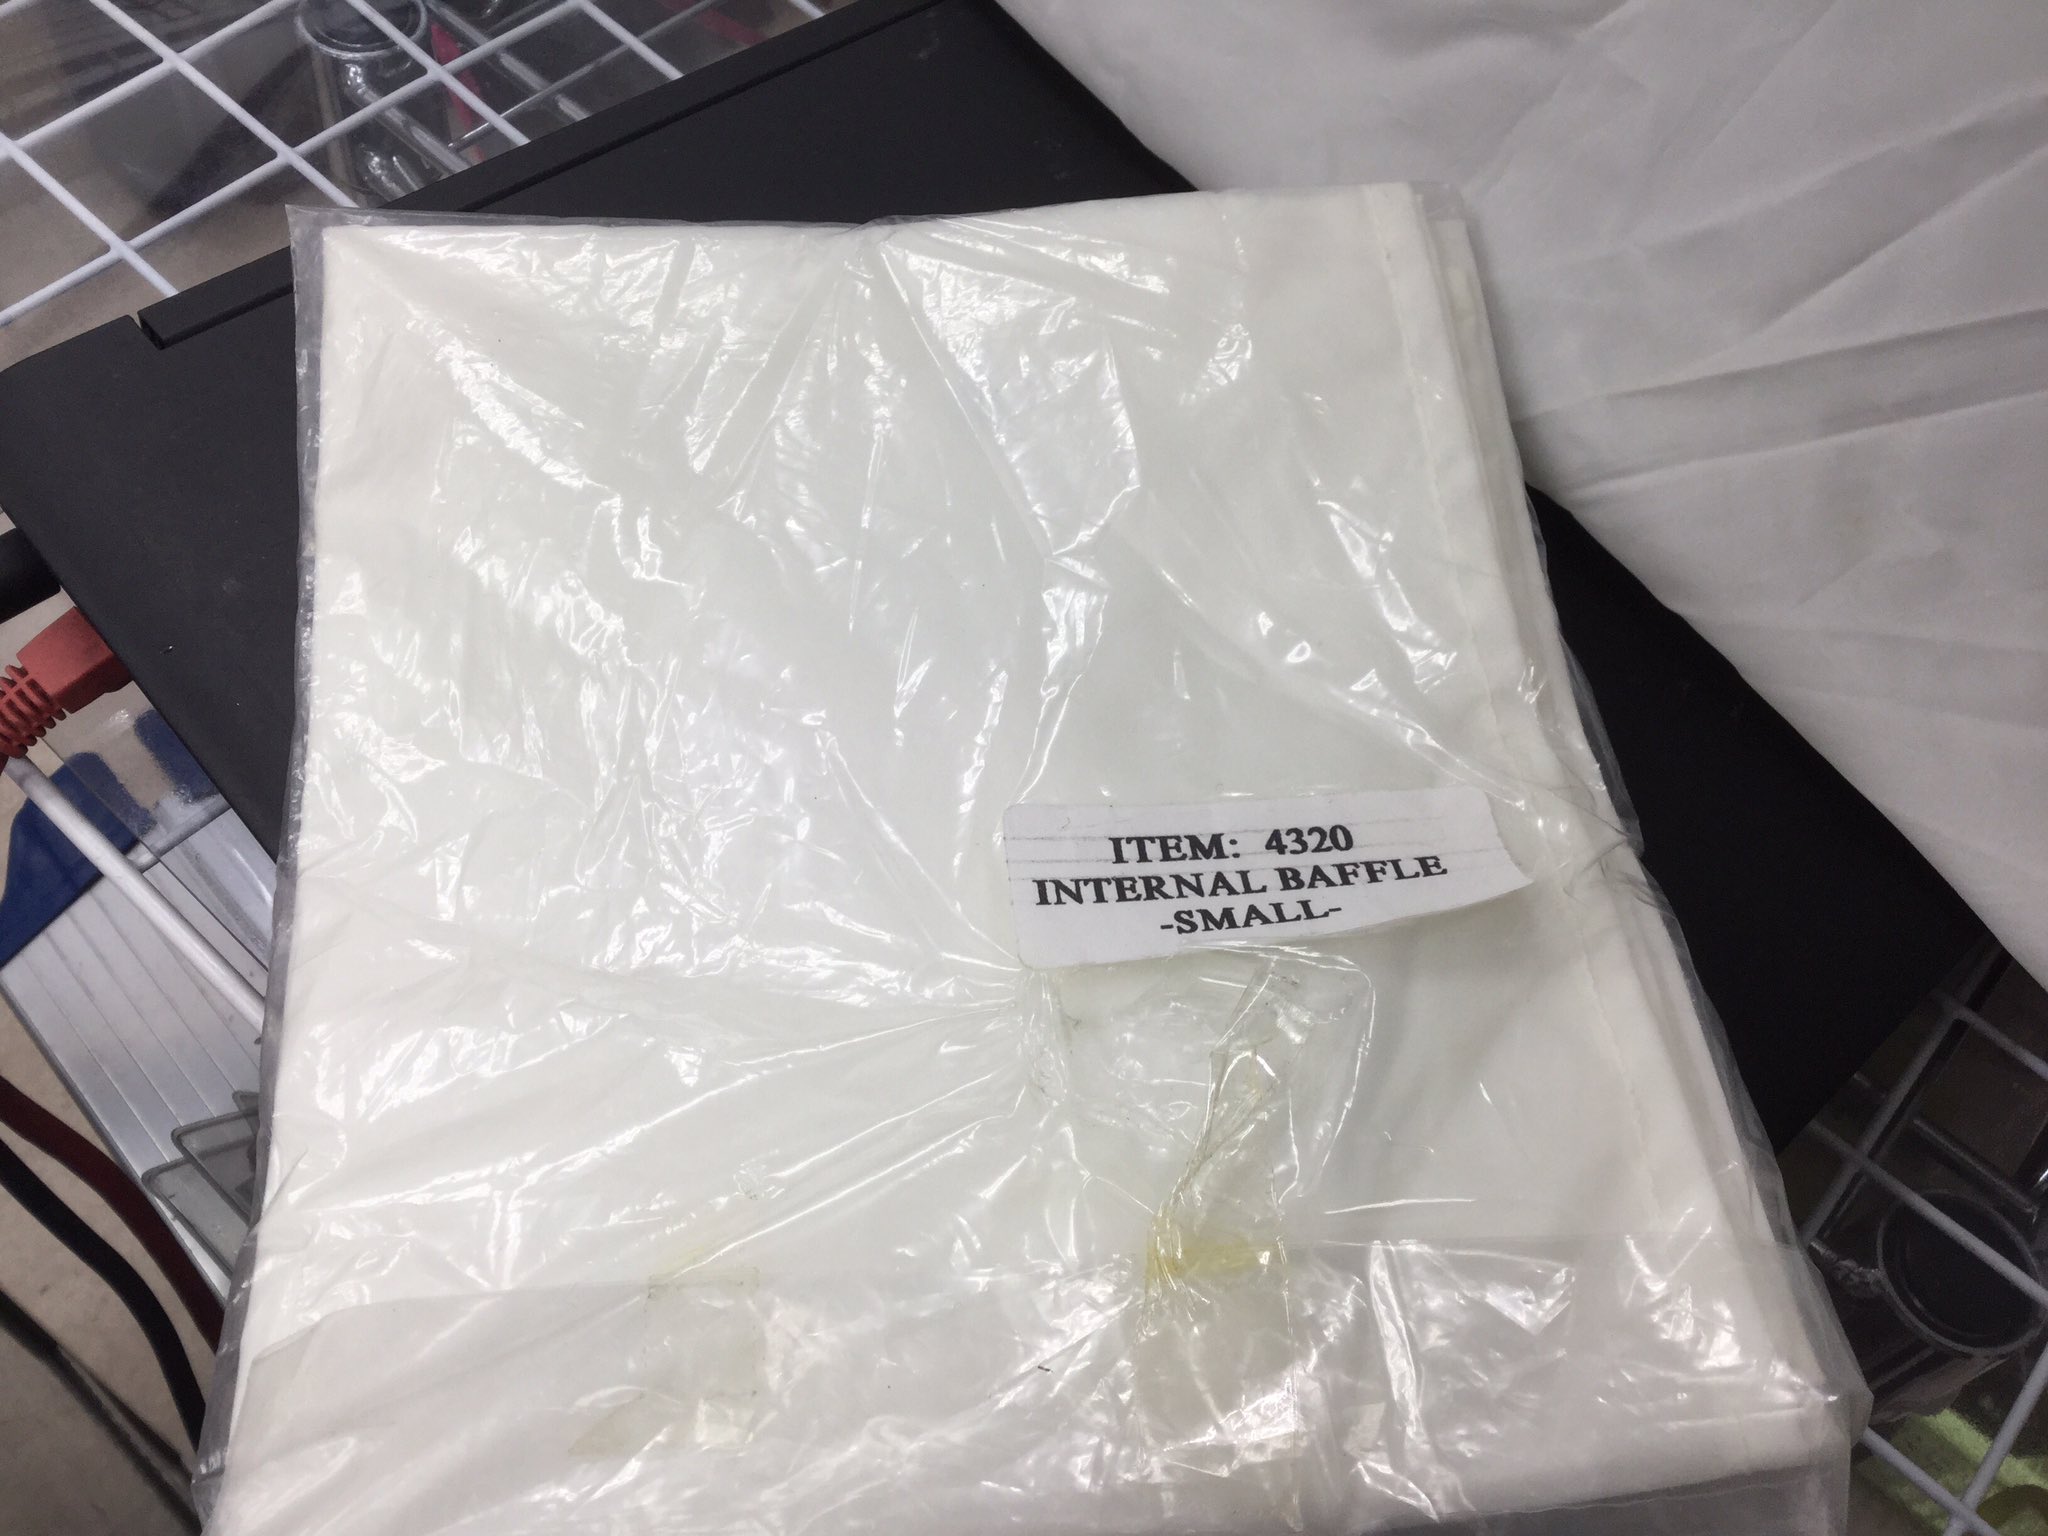 ITEM: 4320
INTERNAL BAFFLE
-SMALL-